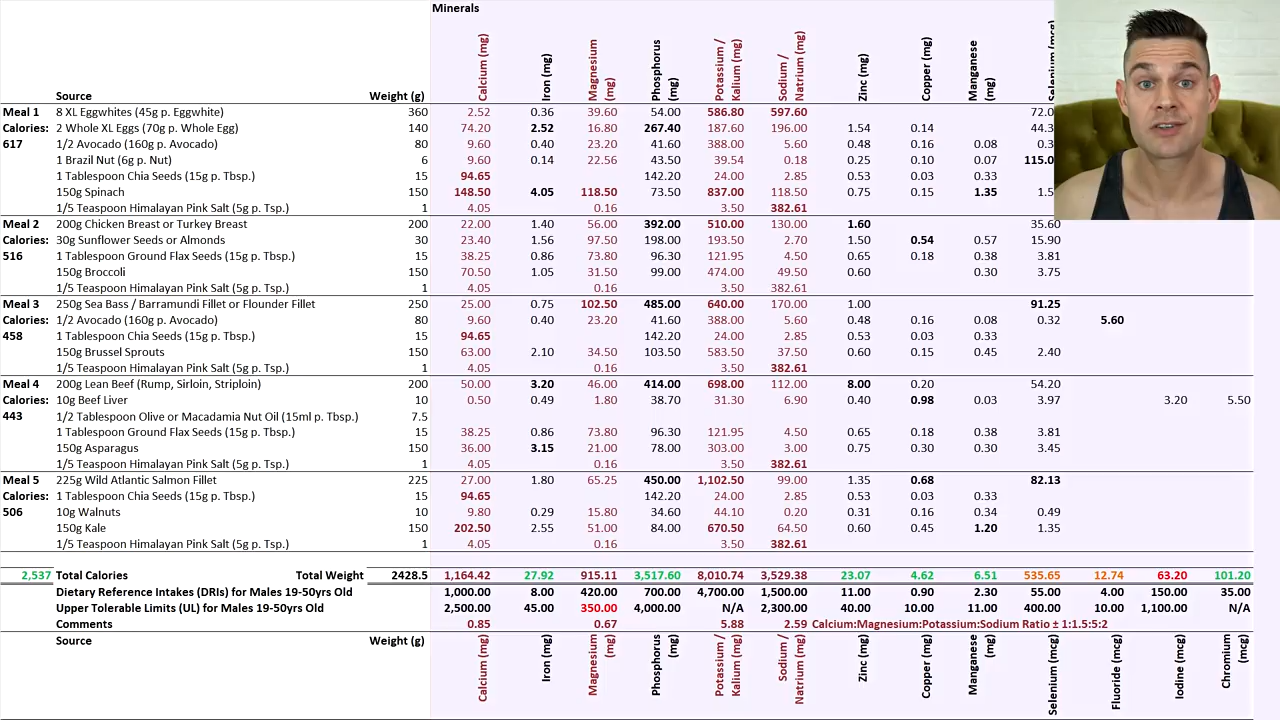 Minerals
Source Weight (g) Calcium (mg) Iron (mg) Magnesium (mg) Phosphorus (mg) Potassium / Kalium (mg) Sodium / Natrium (mg) Zinc (mg) Copper (mg) Manganese (mg) Selenium (mcg)
Meal 1 8 XL Eggwhites (45g p. Eggwhite) 360 2.52 0.36 39.60 54.00 586.80 597.60 72.0
Calories: 2 Whole XL Eggs (70g p. Whole Egg) 140 74.20 2.52 16.80 267.40 187.60 196.00 1.54 0.14 44.3
617 1/2 Avocado (160g p. Avocado) 80 9.60 0.40 23.20 41.60 388.00 5.60 0.48 0.16 0.08 0.3
1 Brazil Nut (6g p. Nut) 6 9.60 0.14 22.56 43.50 39.54 0.18 0.25 0.10 0.07 115.0
1 Tablespoon Chia Seeds (15g p. Tbsp.) 15 94.65 142.20 24.00 2.85 0.53 0.03 0.33
150g Spinach 150 148.50 4.05 118.50 73.50 837.00 118.50 0.75 0.15 1.35 1.5
1/5 Teaspoon Himalayan Pink Salt (5g p. Tsp.) 1 4.05 0.16 3.50 382.61
Meal 2 200g Chicken Breast or Turkey Breast 200 22.00 1.40 56.00 392.00 510.00 130.00 1.60 35.60
Calories: 30g Sunflower Seeds or Almonds 30 23.40 1.56 97.50 198.00 193.50 2.70 1.50 0.54 0.57 15.90
516 1 Tablespoon Ground Flax Seeds (15g p. Tbsp.) 15 38.25 0.86 73.80 96.30 121.95 4.50 0.65 0.18 0.38 3.81
150g Broccoli 150 70.50 1.05 31.50 99.00 474.00 49.50 0.60 0.30 3.75
1/5 Teaspoon Himalayan Pink Salt (5g p. Tsp.) 1 4.05 0.16 3.50 382.61
Meal 3 250g Sea Bass / Barramundi Fillet or Flounder Fillet 250 25.00 0.75 102.50 485.00 640.00 170.00 1.00 91.25
Calories: 1/2 Avocado (160g p. Avocado) 80 9.60 0.40 23.20 41.60 388.00 5.60 0.48 0.16 0.08 0.32 5.60
458 1 Tablespoon Chia Seeds (15g p. Tbsp.) 15 94.65 142.20 24.00 2.85 0.53 0.03 0.33
150g Brussel Sprouts 150 63.00 2.10 34.50 103.50 583.50 37.50 0.60 0.15 0.45 2.40
1/5 Teaspoon Himalayan Pink Salt (5g p. Tsp.) 1 4.05 0.16 3.50 382.61
Meal 4 200g Lean Beef (Rump, Sirloin, Striploin) 200 50.00 3.20 46.00 414.00 698.00 112.00 8.00 0.20 54.20
Calories: 10g Beef Liver 10 0.50 0.49 1.80 38.70 31.30 6.90 0.40 0.98 0.03 3.97 3.20 5.50
443 1/2 Tablespoon Olive or Macadamia Nut Oil (15ml p. Tbsp.) 7.5
1 Tablespoon Ground Flax Seeds (15g p. Tbsp.) 15 38.25 0.86 73.80 96.30 121.95 4.50 0.65 0.18 0.38 3.81
150g Asparagus 150 36.00 3.15 21.00 78.00 303.00 3.00 0.75 0.30 0.30 3.45
1/5 Teaspoon Himalayan Pink Salt (5g p. Tsp.) 1 4.05 0.16 3.50 382.61
Meal 5 225g Wild Atlantic Salmon Fillet 225 27.00 1.80 65.25 450.00 1,102.50 99.00 1.35 0.68 82.13
Calories: 1 Tablespoon Chia Seeds (15g p. Tbsp.) 15 94.65 142.20 24.00 2.85 0.53 0.03 0.33
506 10g Walnuts 10 9.80 0.29 15.80 34.60 44.10 0.20 0.31 0.16 0.34 0.49
150g Kale 150 202.50 2.55 51.00 84.00 670.50 64.50 0.60 0.45 1.20 1.35
1/5 Teaspoon Himalayan Pink Salt (5g p. Tsp.) 1 4.05 0.16 3.50 382.61
2,537 Total Calories Total Weight 2428.5 1,164.42 27.92 915.11 3,517.60 8,010.74 3,529.38 23.07 4.62 6.51 535.65 12.74 63.20 101.20
Dietary Reference Intakes (DRIs) for Males 19-50yrs Old 1,000.00 8.00 420.00 700.00 4,700.00 1,500.00 11.00 0.90 2.30 55.00 4.00 150.00 35.00
Upper Tolerable Limits (UL) for Males 19-50yrs Old 2,500.00 45.00 350.00 4,000.00 N/A 2,300.00 40.00 10.00 11.00 400.00 10.00 1,100.00 N/A
Comments 0.85 0.67 5.88 2.59 Calcium:Magnesium:Potassium:Sodium Ratio ± 1:1.5:5:2
Source Weight (g) Calcium (mg) Iron (mg) Magnesium (mg) Phosphorus (mg) Potassium / Kalium (mg) Sodium / Natrium (mg) Zinc (mg) Copper (mg) Manganese (mg) Selenium (mcg) Fluoride (mcg) Iodine (mcg) Chromium (mcg)